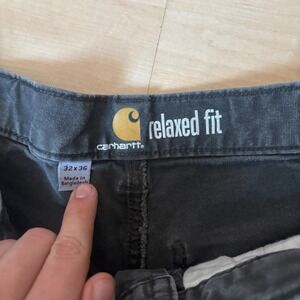 carhartt.
relaxed fit
32 x 36
Made in
Bangladesh